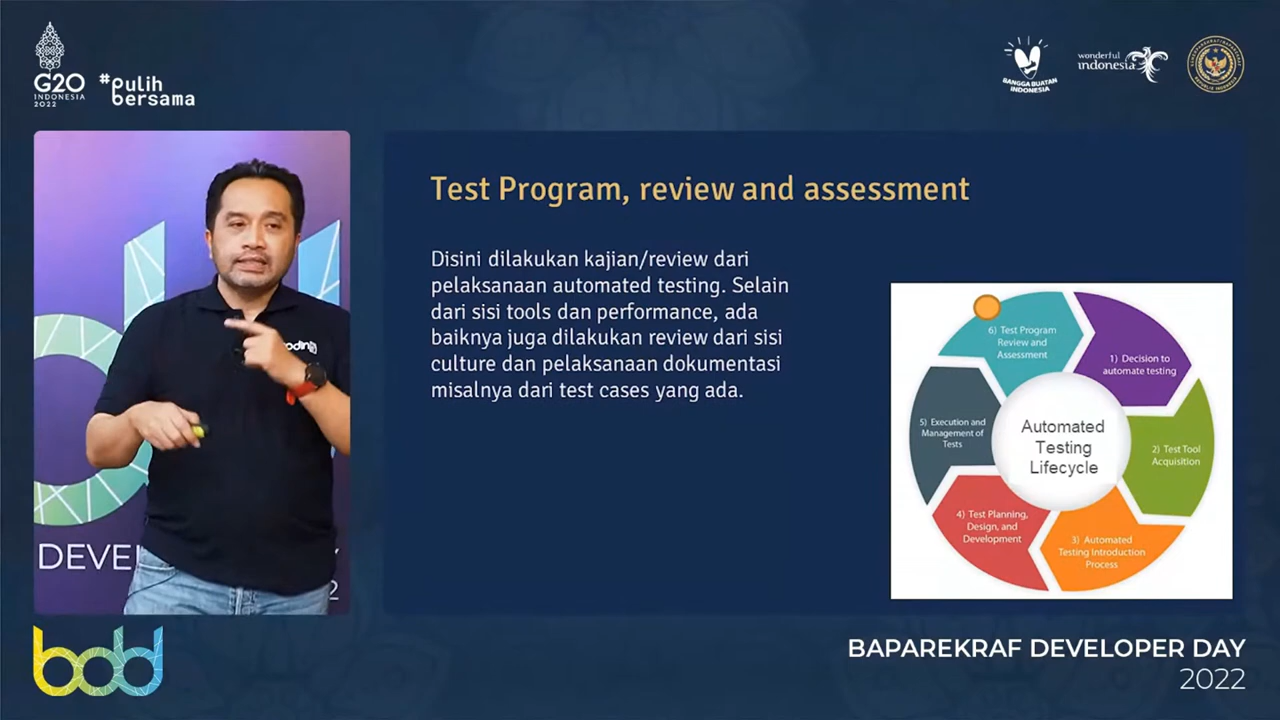 G20
INDONESIA
2022
#pulih
bersama
BANGGA BUATAN
INDONESIA
wonderful
indonesia
Test Program, review and assessment
Disini dilakukan kajian/review dari
pelaksanaan automated testing. Selain
dari sisi tools dan performance, ada
baiknya juga dilakukan review dari sisi
culture dan pelaksanaan dokumentasi
misalnya dari test cases yang ada.
6) Test Program
Review and
Assessment
1) Decision to
automate testing
2) Test Tool
Acquisition
3) Automated
Testing Introduction
Process
4) Test Planning,
Design, and
Development
5) Execution and
Management of
Tests
Automated
Testing
Lifecycle
DEVE
2
bdd
BAPAREKRAF DEVELOPER DAY
2022